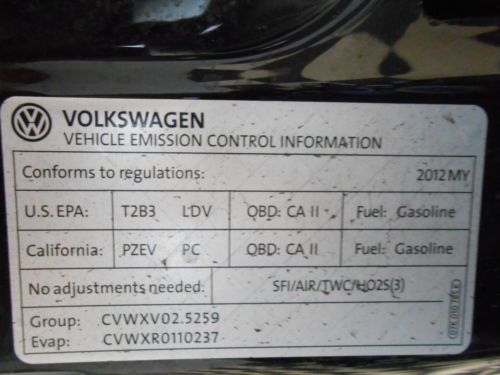 VOLKSWAGEN
VEHICLE EMISSION CONTROL INFORMATION
Conforms to regulations: 2012 MY
U.S. EPA: T2B3 LDV OBD: CA II Fuel: Gasoline
California: PZEV PC OBD: CA II Fuel: Gasoline
No adjustments needed: SFI/AIR/TWC/HO2S(3)
Group: CVWXV02.5259
Evap: CVWXR0110237